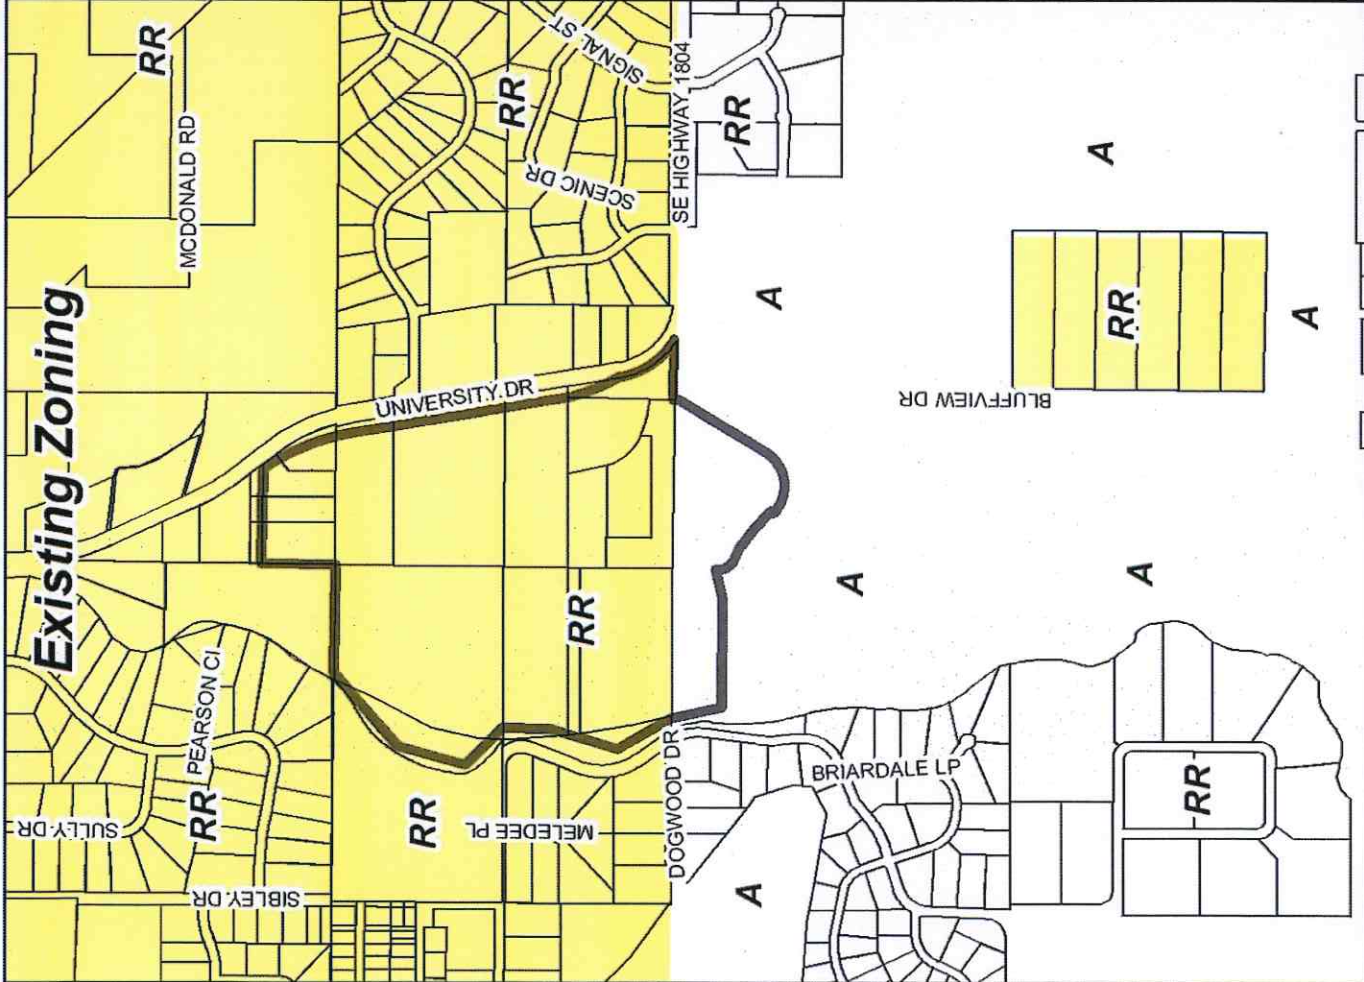 Existing Zoning
RR
MCDONALD RD
RR
SIGNAL ST
SCENIC DR
SE HIGHWAY 1804
RR
A
UNIVERSITY DR
A
RR
A
BLUFFVIEW DR
PEARSON CI
RR
SULLY DR
SIBLEY DR
RR
RR
MELEDEE PL
DOGWOOD DR
A
A
BRIARDALE LP
RR
A